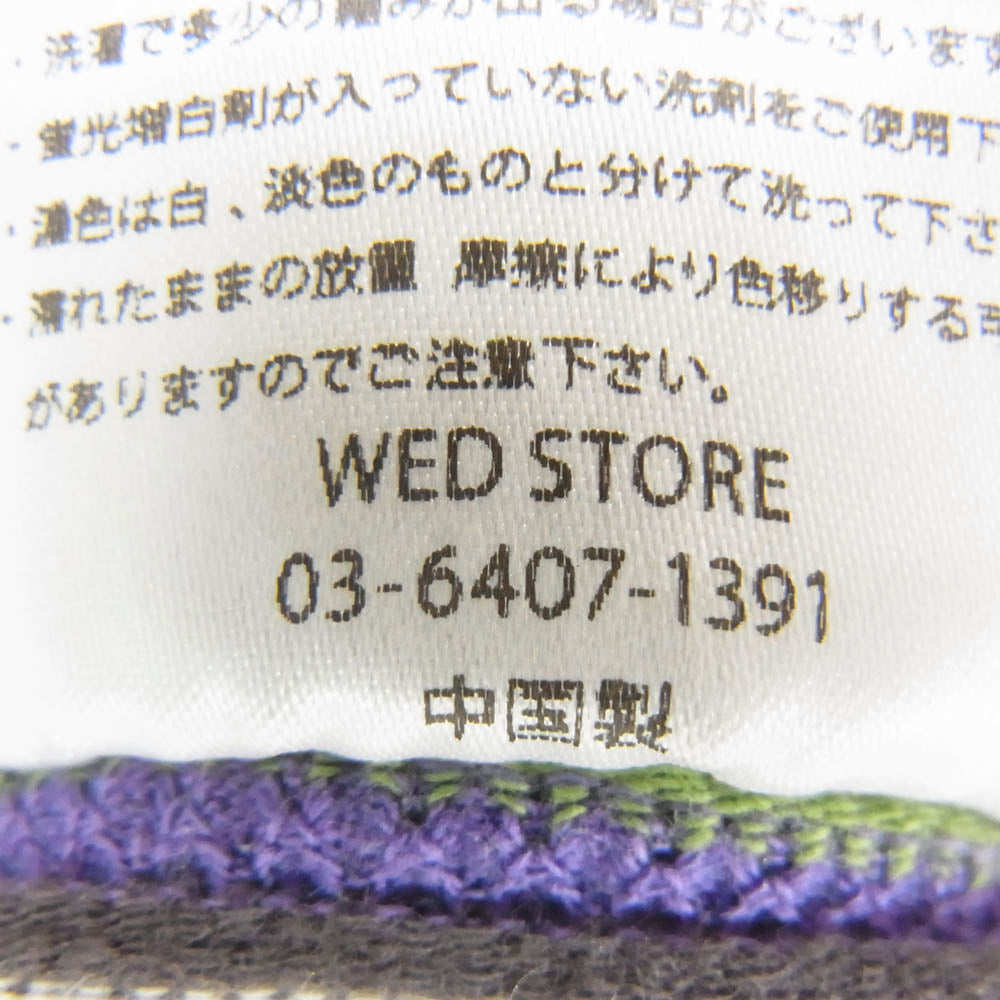 ・洗濯で多少の縮みが出る場合がございます
・蛍光増白剤が入っていない洗剤をご使用下
・濃色は白、淡色のものと分けて洗って下さ
・濡れたままの放置 摩擦により色移りする可
がありますのでご注意下さい。
WED STORE
03-6407-1391
中国製